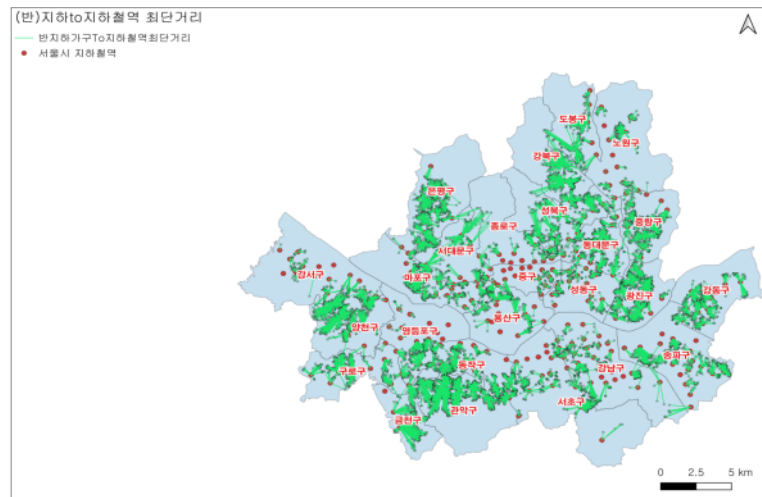 (반)지하to지하철역 최단거리
반지하가구To지하철역최단거리
서울시 지하철역
도봉구
노원구
강북구
은평구
성북구
중랑구
종로구
서대문구
동대문구
강서구
마포구
중구
성동구
광진구
강동구
용산구
양천구
영등포구
송파구
동작구
구로구
강남구
서초구
관악구
금천구
0 2.5 5 km